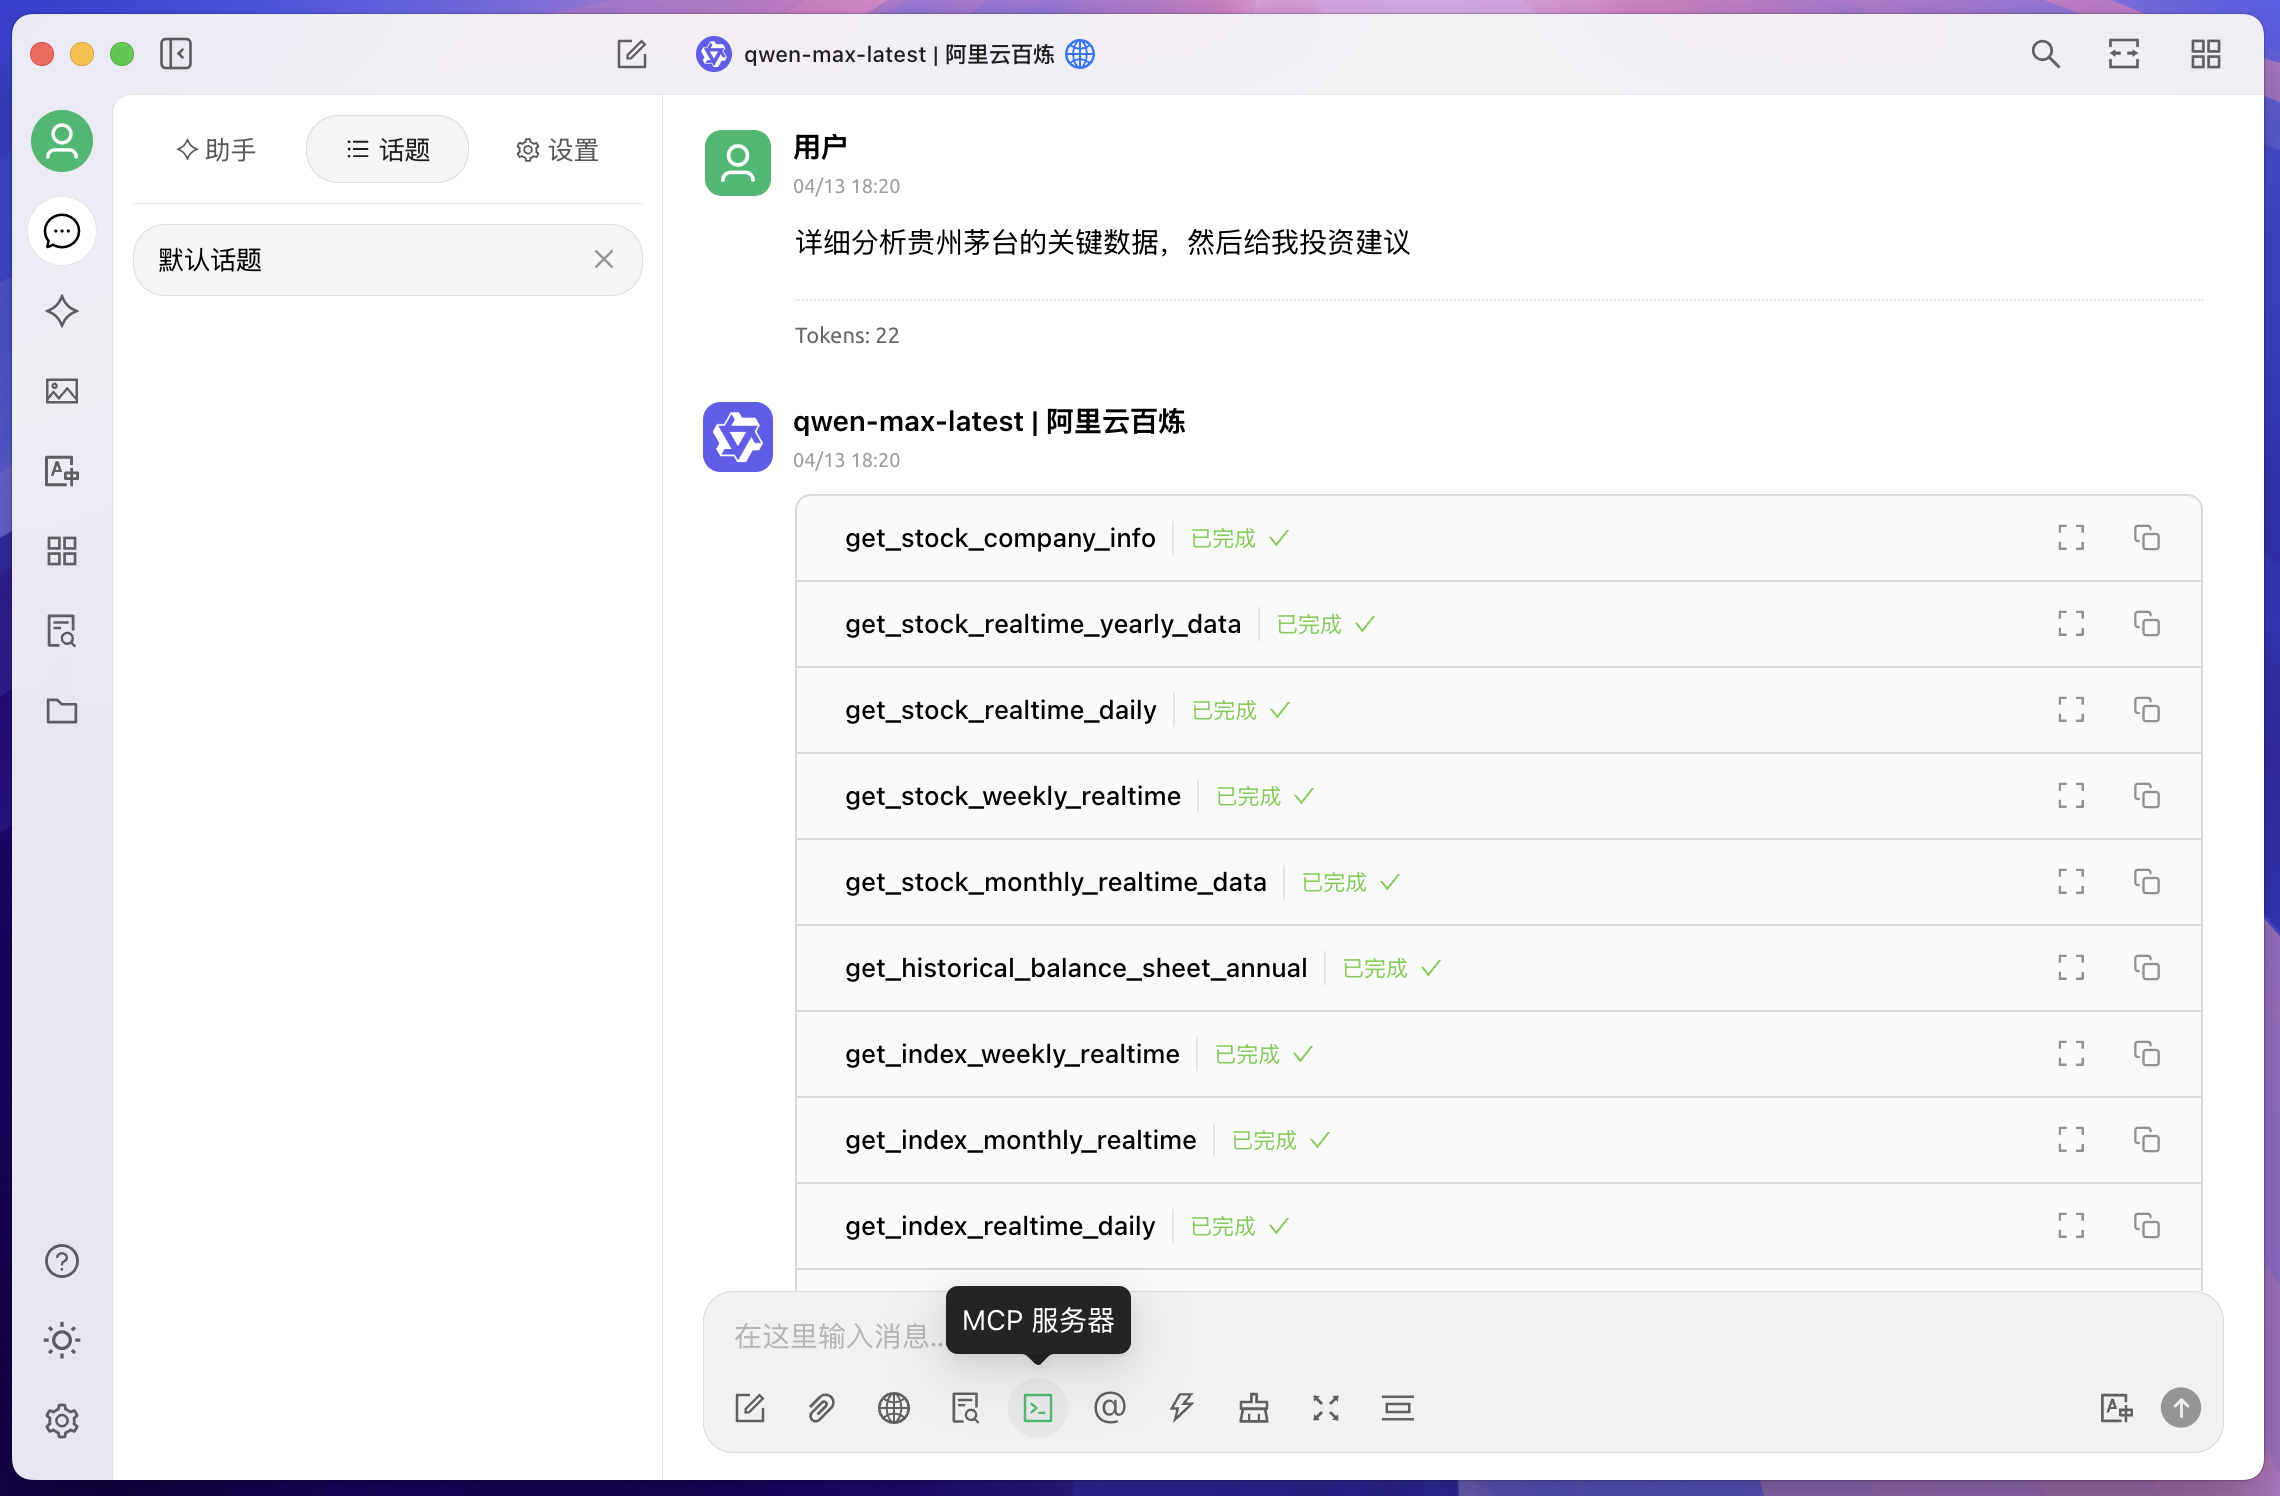 qwen-max-latest | 阿里云百炼
助手
话题
设置
默认话题
用户
04/13 18:20
详细分析贵州茅台的关键数据，然后给我投资建议
Tokens: 22
qwen-max-latest | 阿里云百炼
04/13 18:20
get_stock_company_info 已完成
get_stock_realtime_yearly_data 已完成
get_stock_realtime_daily 已完成
get_stock_weekly_realtime 已完成
get_stock_monthly_realtime_data 已完成
get_historical_balance_sheet_annual 已完成
get_index_weekly_realtime 已完成
get_index_monthly_realtime 已完成
get_index_realtime_daily 已完成
MCP 服务器
在这里输入消息...